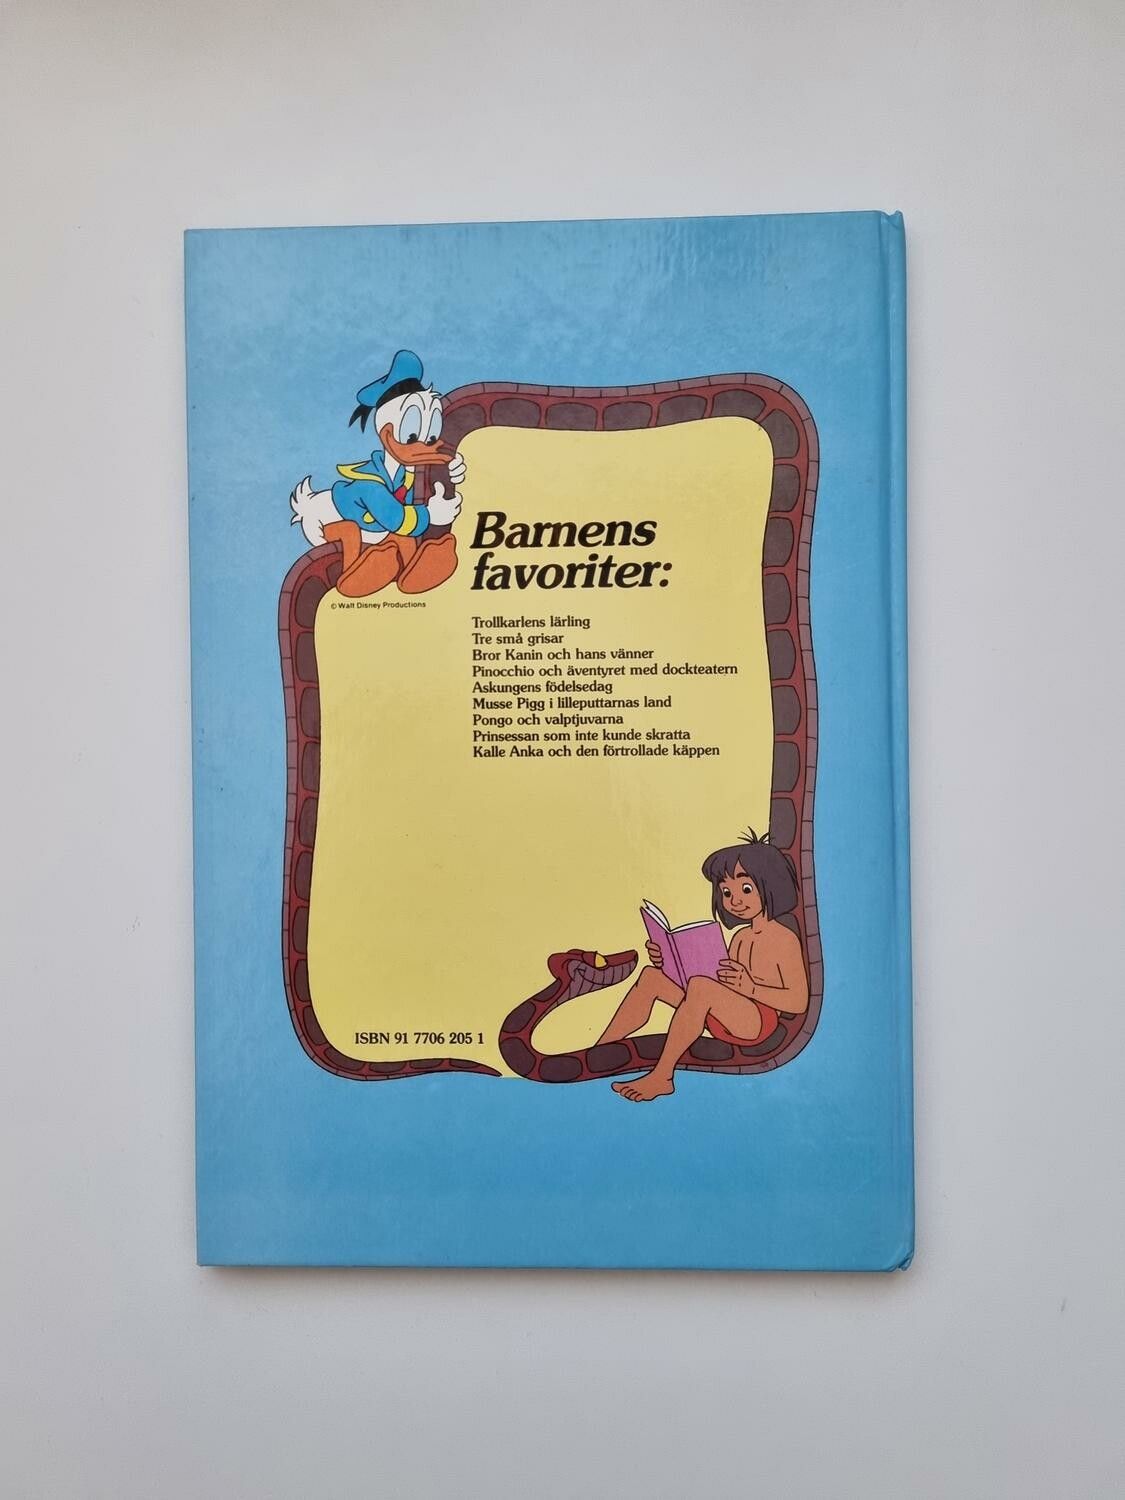 Barnens
favoriter:
© Walt Disney Productions
Trollkarlens lärling
Tre små grisar
Bror Kanin och hans vänner
Pinocchio och äventyret med dockteatern
Askungens födelsedag
Musse Pigg i lilleputtarnas land
Pongo och valptjuvarna
Prinsessan som inte kunde skratta
Kalle Anka och den förtrollade käppen
ISBN 91 7706 205 1